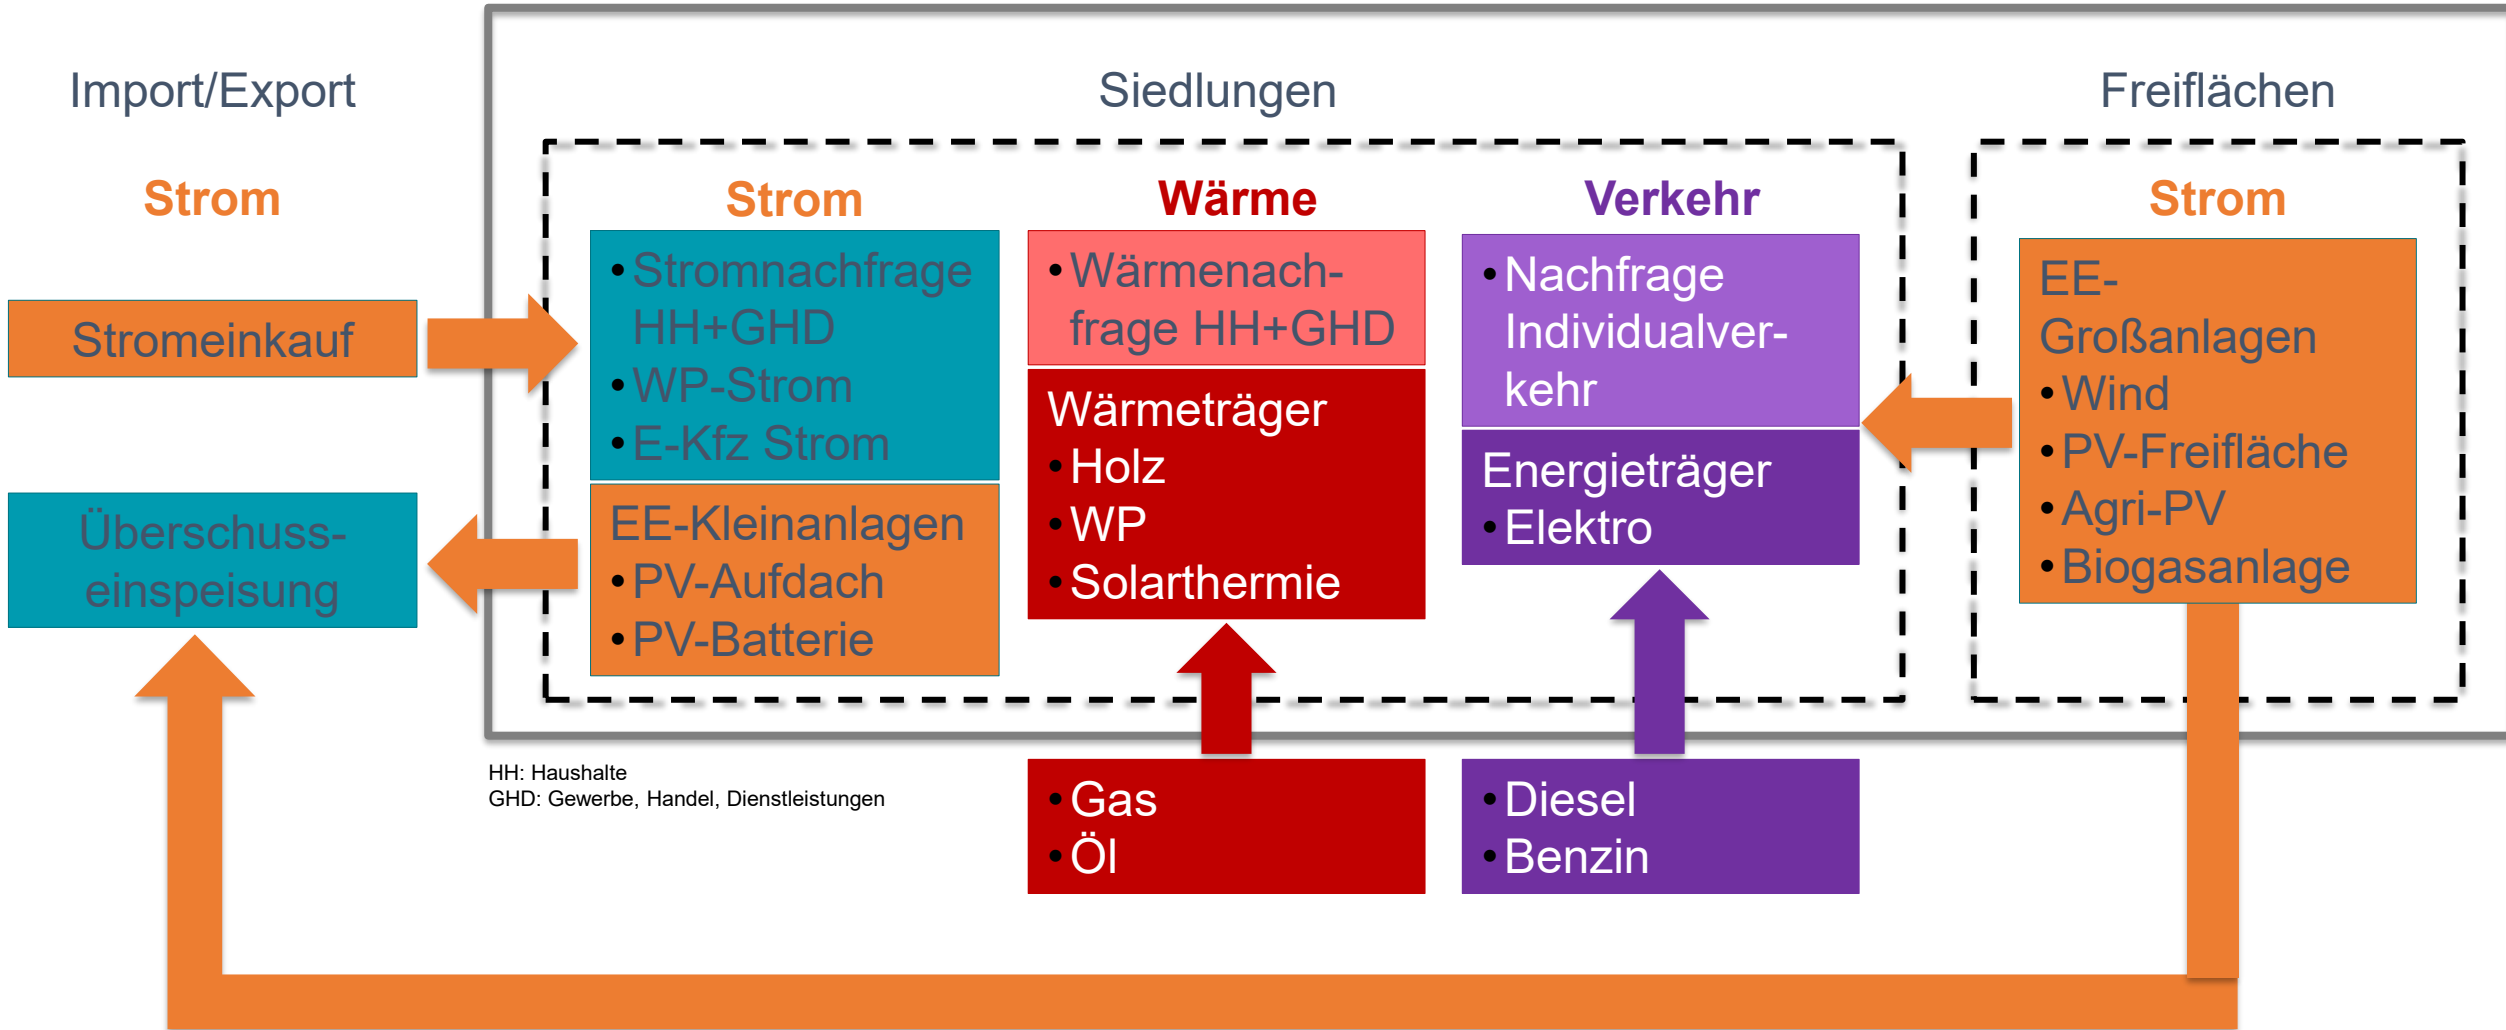 Import/Export
Strom
Stromeinkauf
Überschuss-
einspeisung
Siedlungen
Strom
• Stromnachfrage
HH+GHD
• WP-Strom
• E-Kfz Strom
EE-Kleinanlagen
• PV-Aufdach
• PV-Batterie
Wärme
• Wärmenach-
frage HH+GHD
Wärmeträger
• Holz
• WP
• Solarthermie
Verkehr
• Nachfrage
Individualver-
kehr
Energieträger
• Elektro
Freiflächen
Strom
EE-
Großanlagen
• Wind
• PV-Freifläche
• Agri-PV
• Biogasanlage
HH: Haushalte
GHD: Gewerbe, Handel, Dienstleistungen
• Gas
• Öl
• Diesel
• Benzin